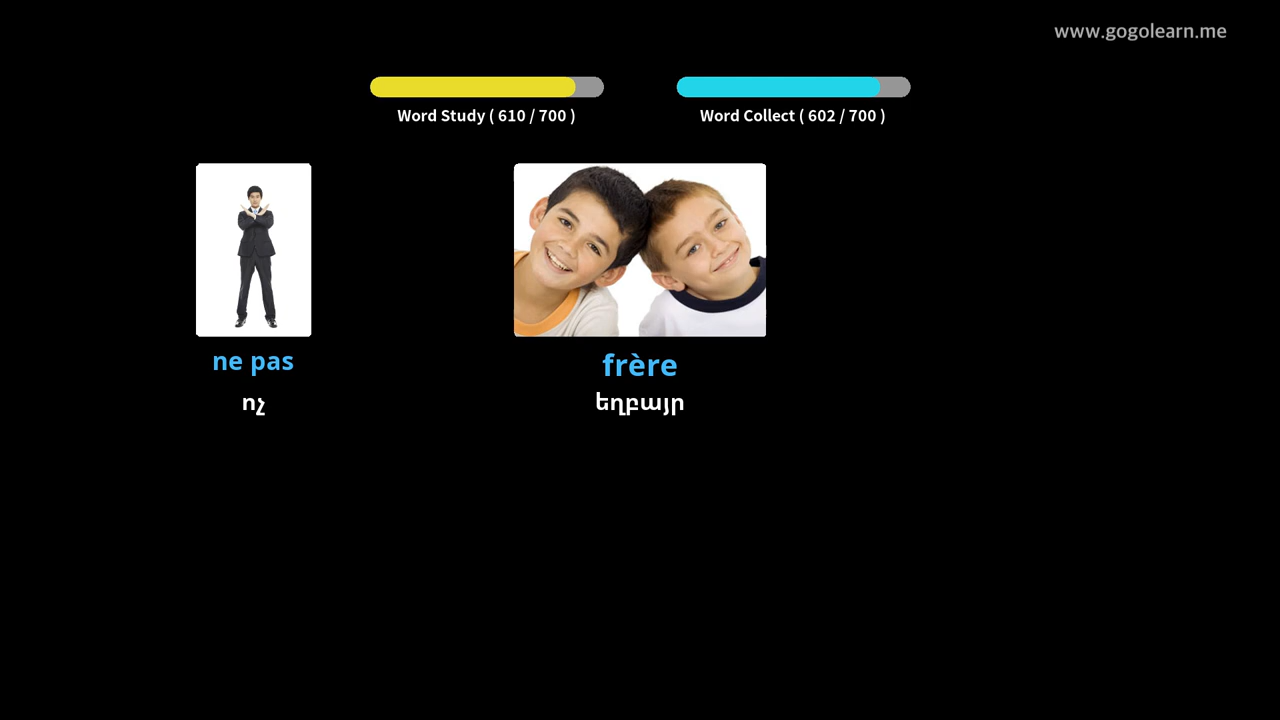 www.gogolearn.me
Word Study ( 610 / 700 )
Word Collect ( 602 / 700 )
ne pas
ոչ
frère
եղբայր